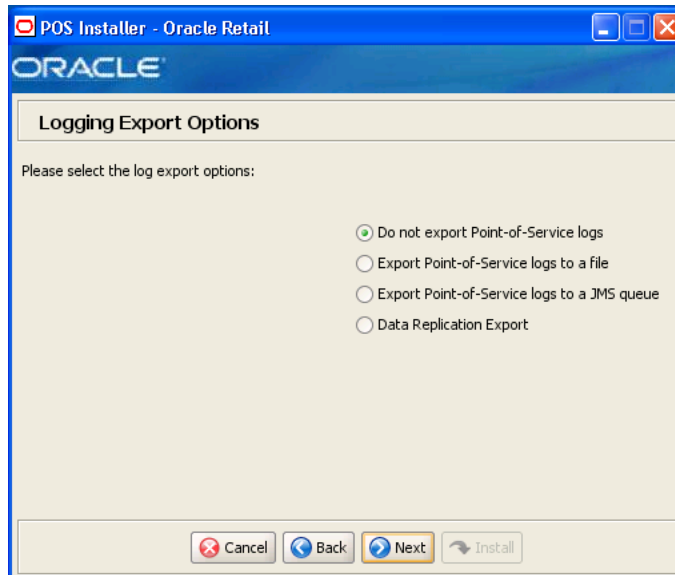 POS Installer - Oracle Retail
ORACLE
Logging Export Options
Please select the log export options:
Do not export Point-of-Service logs
Export Point-of-Service logs to a file
Export Point-of-Service logs to a JMS queue
Data Replication Export
Cancel Back Next Install